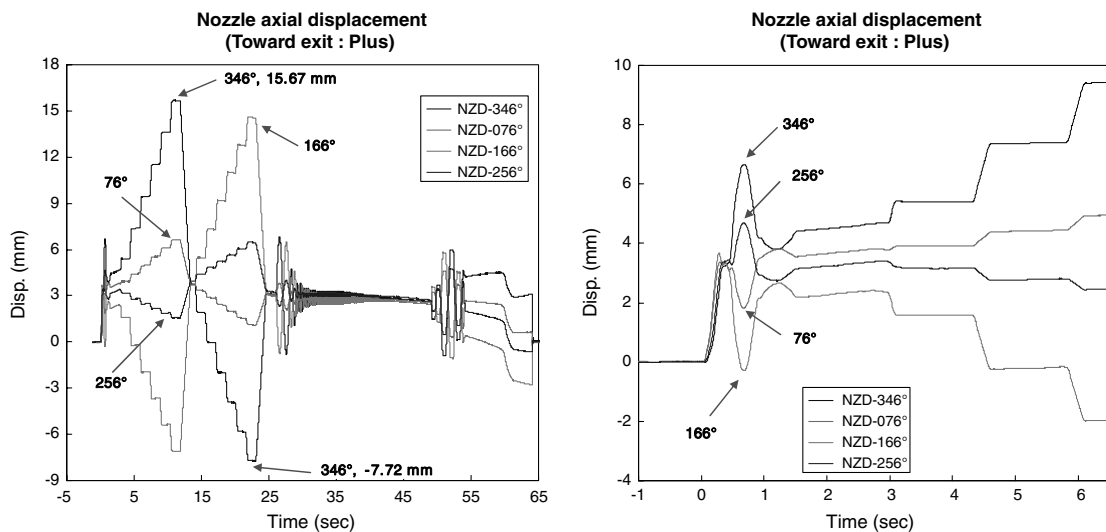 Nozzle axial displacement
(Toward exit : Plus)
18
15
12
9
6
3
0
-3
-6
-9
Disp. (mm)
346°, 15.67 mm
166°
76°
256°
346°, -7.72 mm
NZD-346°
NZD-076°
NZD-166°
NZD-256°
-5 5 15 25 35 45 55 65
Time (sec)
Nozzle axial displacement
(Toward exit : Plus)
10
8
6
4
2
0
-2
-4
Disp. (mm)
346°
256°
76°
166°
NZD-346°
NZD-076°
NZD-166°
NZD-256°
-1 0 1 2 3 4 5 6
Time (sec)